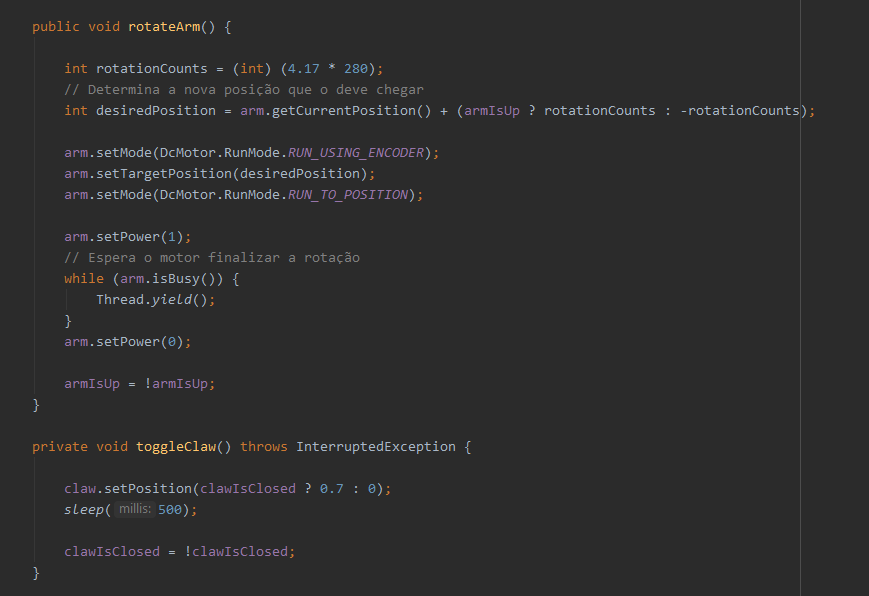 public void rotateArm() {
int rotationCounts = (int) (4.17 * 280);
// Determina a nova posição que o deve chegar
int desiredPosition = arm.getCurrentPosition() + (armIsUp ? rotationCounts : -rotationCounts);
arm.setMode(DcMotor.RunMode.RUN_USING_ENCODER);
arm.setTargetPosition(desiredPosition);
arm.setMode(DcMotor.RunMode.RUN_TO_POSITION);
arm.setPower(1);
// Espera o motor finalizar a rotação
while (arm.isBusy()) {
Thread.yield();
}
arm.setPower(0);
armIsUp = !armIsUp;
}
private void toggleClaw() throws InterruptedException {
claw.setPosition(clawIsClosed ? 0.7 : 0);
sleep( millis: 500);
clawIsClosed = !clawIsClosed;
}